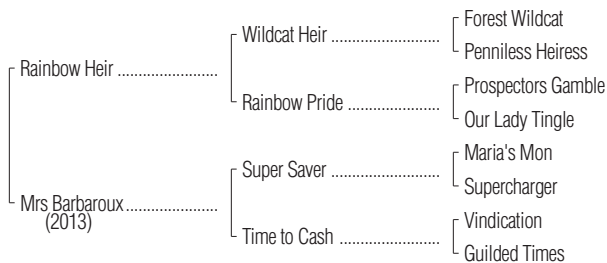 Forest Wildcat
Wildcat Heir ..............................
Penniless Heiress
Rainbow Heir ............................
Prospectors Gamble
Rainbow Pride ..........................
Our Lady Tingle
Maria's Mon
Super Saver ..............................
Supercharger
Mrs Barbaroux ..........................
(2013)
Vindication
Time to Cash ............................
Guilded Times